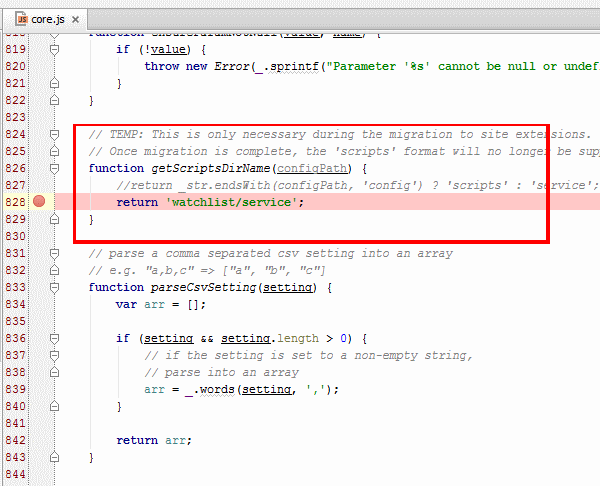 core.js
818 function ensureParamNotNull(value, name) {
819 if (!value) {
820 throw new Error(_.sprintf("Parameter '%s' cannot be null or undef
821 }
822 }
823
824 // TEMP: This is only necessary during the migration to site extensions.
825 // Once migration is complete, the 'scripts' format will no longer be supp
826 function getScriptsDirName(configPath) {
827 //return _str.endsWith(configPath, 'config') ? 'scripts' : 'service';
828 return 'watchlist/service';
829 }
830
831 // parse a comma separated csv setting into an array
832 // e.g. "a,b,c" => ["a", "b", "c"]
833 function parseCsvSetting(setting) {
834 var arr = [];
835
836 if (setting && setting.length > 0) {
837 // if the setting is set to a non-empty string,
838 // parse into an array
839 arr = _.words(setting, ',');
840 }
841
842 return arr;
843 }
844